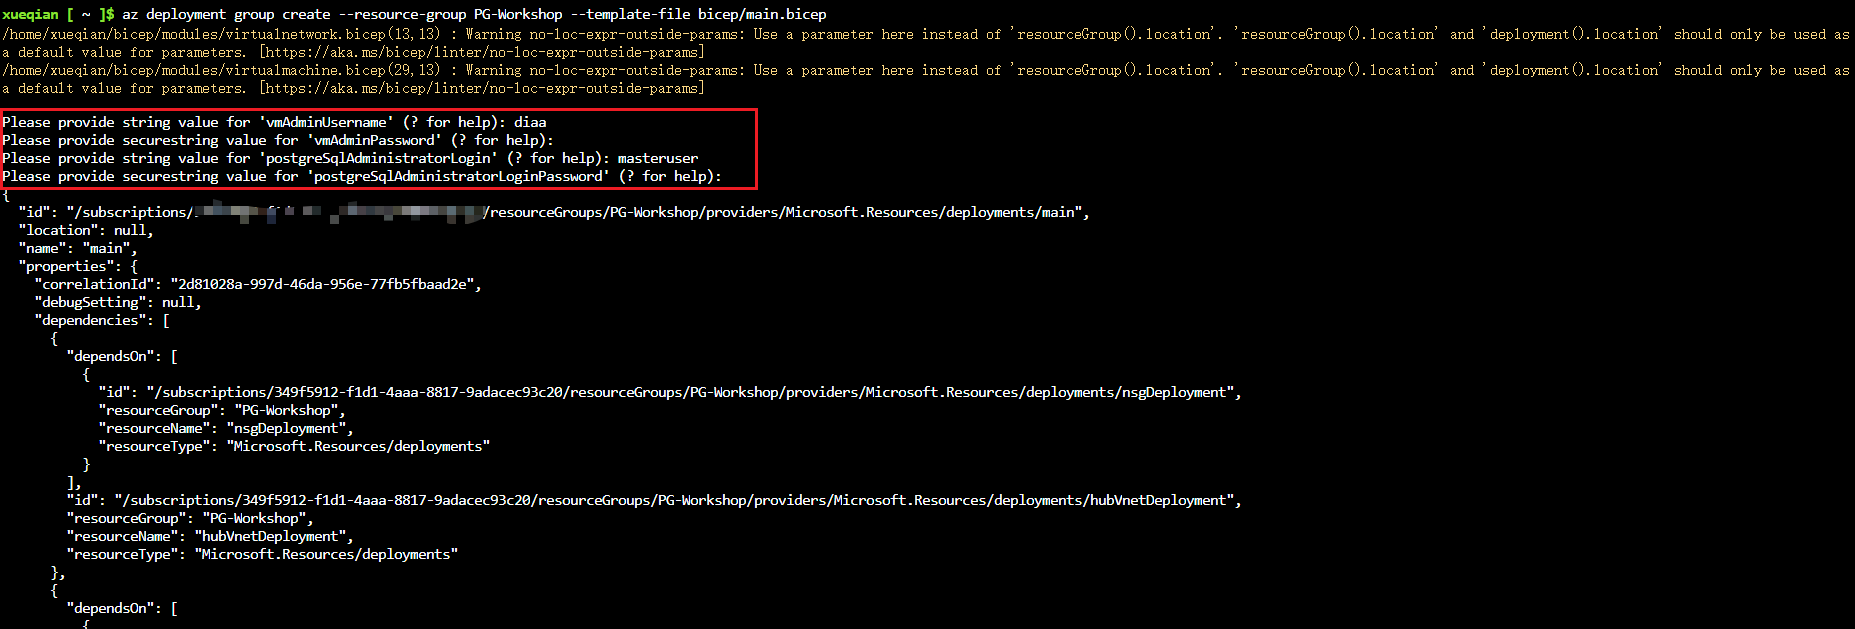 xueqian [ ~ ]$ az deployment group create --resource-group PG-Workshop --template-file bicep/main.bicep
/home/xueqian/bicep/modules/virtualnetwork.bicep(13,13) : Warning no-loc-expr-outside-params: Use a parameter here instead of 'resourceGroup().location'. 'resourceGroup().location' and 'deployment().location' should only be used as
a default value for parameters. [https://aka.ms/bicep/linter/no-loc-expr-outside-params]
/home/xueqian/bicep/modules/virtualmachine.bicep(29,13) : Warning no-loc-expr-outside-params: Use a parameter here instead of 'resourceGroup().location'. 'resourceGroup().location' and 'deployment().location' should only be used as
a default value for parameters. [https://aka.ms/bicep/linter/no-loc-expr-outside-params]
Please provide string value for 'vmAdminUsername' (? for help): diaa
Please provide securestring value for 'vmAdminPassword' (? for help):
Please provide string value for 'postgreSqlAdministratorLogin' (? for help): masteruser
Please provide securestring value for 'postgreSqlAdministratorLoginPassword' (? for help):
{
"id": "/subscriptions/ /resourceGroups/PG-Workshop/providers/Microsoft.Resources/deployments/main",
"location": null,
"name": "main",
"properties": {
"correlationId": "2d81028a-997d-46da-956e-77fb5fbaad2e",
"debugSetting": null,
"dependencies": [
{
"dependsOn": [
{
"id": "/subscriptions/349f5912-f1d1-4aaa-8817-9adacec93c20/resourceGroups/PG-Workshop/providers/Microsoft.Resources/deployments/nsgDeployment",
"resourceGroup": "PG-Workshop",
"resourceName": "nsgDeployment",
"resourceType": "Microsoft.Resources/deployments"
}
],
"id": "/subscriptions/349f5912-f1d1-4aaa-8817-9adacec93c20/resourceGroups/PG-Workshop/providers/Microsoft.Resources/deployments/hubVnetDeployment",
"resourceGroup": "PG-Workshop",
"resourceName": "hubVnetDeployment",
"resourceType": "Microsoft.Resources/deployments"
},
{
"dependsOn": [
{